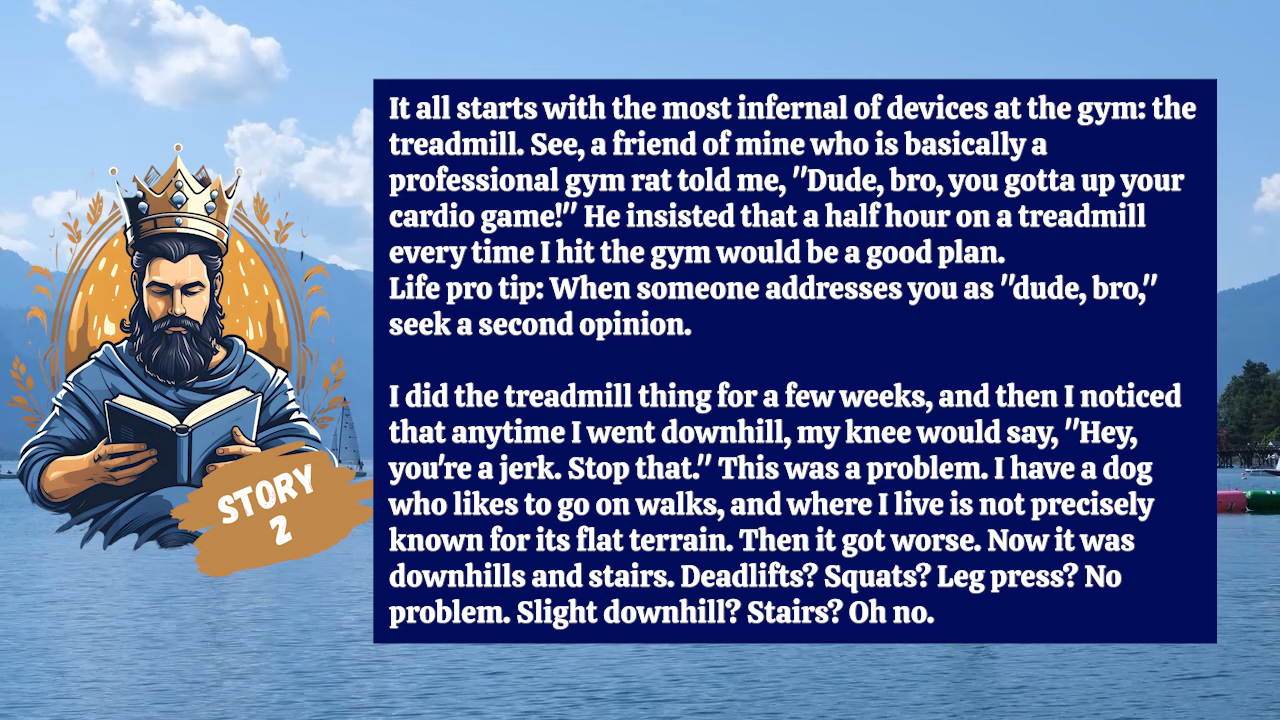 It all starts with the most infernal of devices at the gym: the
treadmill. See, a friend of mine who is basically a
professional gym rat told me, "Dude, bro, you gotta up your
cardio game!" He insisted that a half hour on a treadmill
every time I hit the gym would be a good plan.
Life pro tip: When someone addresses you as "dude, bro,"
seek a second opinion.
I did the treadmill thing for a few weeks, and then I noticed
that anytime I went downhill, my knee would say, "Hey,
you're a jerk. Stop that." This was a problem. I have a dog
who likes to go on walks, and where I live is not precisely
known for its flat terrain. Then it got worse. Now it was
downhills and stairs. Deadlifts? Squats? Leg press? No
problem. Slight downhill? Stairs? Oh no.
STORY
2